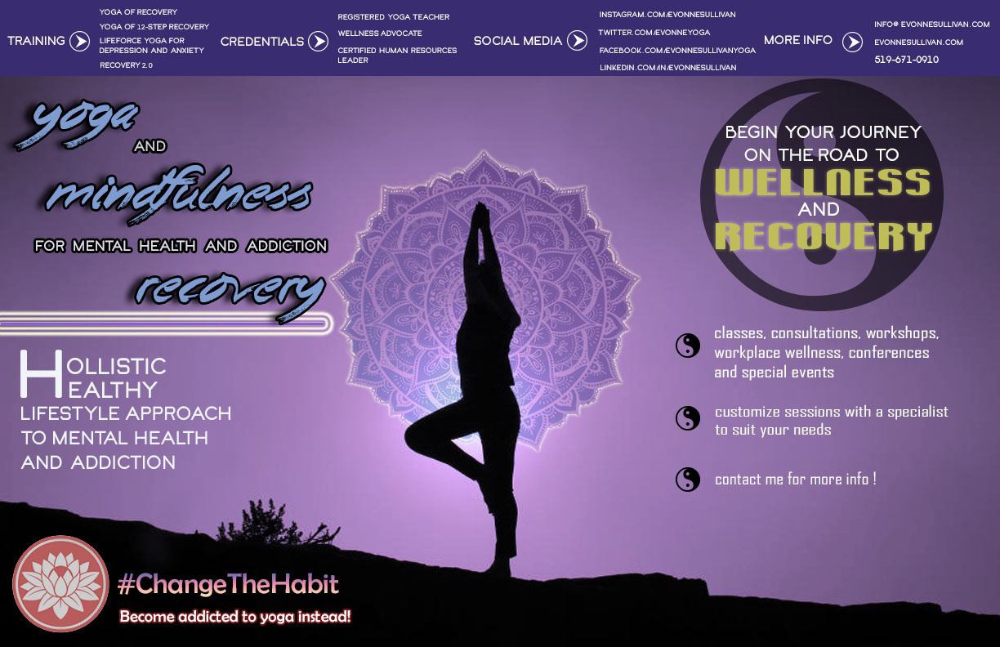 TRAINING
YOGA OF RECOVERY
YOGA OF 12-STEP RECOVERY
LIFEFORCE YOGA FOR
DEPRESSION AND ANXIETY
RECOVERY 2.0
CREDENTIALS
REGISTERED YOGA TEACHER
WELLNESS ADVOCATE
CERTIFIED HUMAN RESOURCES
LEADER
SOCIAL MEDIA
INSTAGRAM.COM/EVONNESULLIVAN
TWITTER.COM/EVONNEYOGA
FACEBOOK.COM/EVONNESULLIVANYOGA
LINKEDIN.COM/IN/EVONNESULLIVAN
MORE INFO
INFO@EVONNESULLIVAN.COM
EVONNESULLIVAN.COM
519-671-0910
yoga
AND
mindfulness
FOR MENTAL HEALTH AND ADDICTION
recovery
HOLLISTIC
HEALTHY
LIFESTYLE APPROACH
TO MENTAL HEALTH
AND ADDICTION
BEGIN YOUR JOURNEY
ON THE ROAD TO
WELLNESS
AND
RECOVERY
classes, consultations, workshops,
workplace wellness, conferences
and special events
customize sessions with a specialist
to suit your needs
contact me for more info !
#ChangeTheHabit
Become addicted to yoga instead!